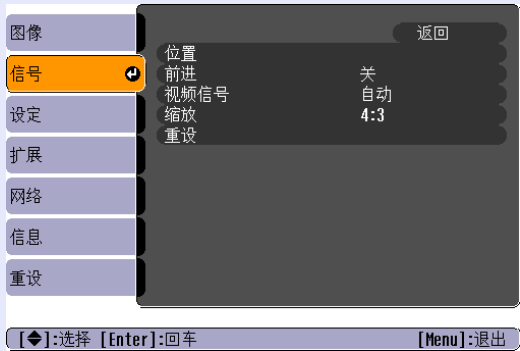 图像
信号
设定
扩展
网络
信息
重设
返回
位置
前进 关
视频信号 自动
缩放 4:3
重设
[◆]:选择 [Enter]:回车 [Menu]:退出